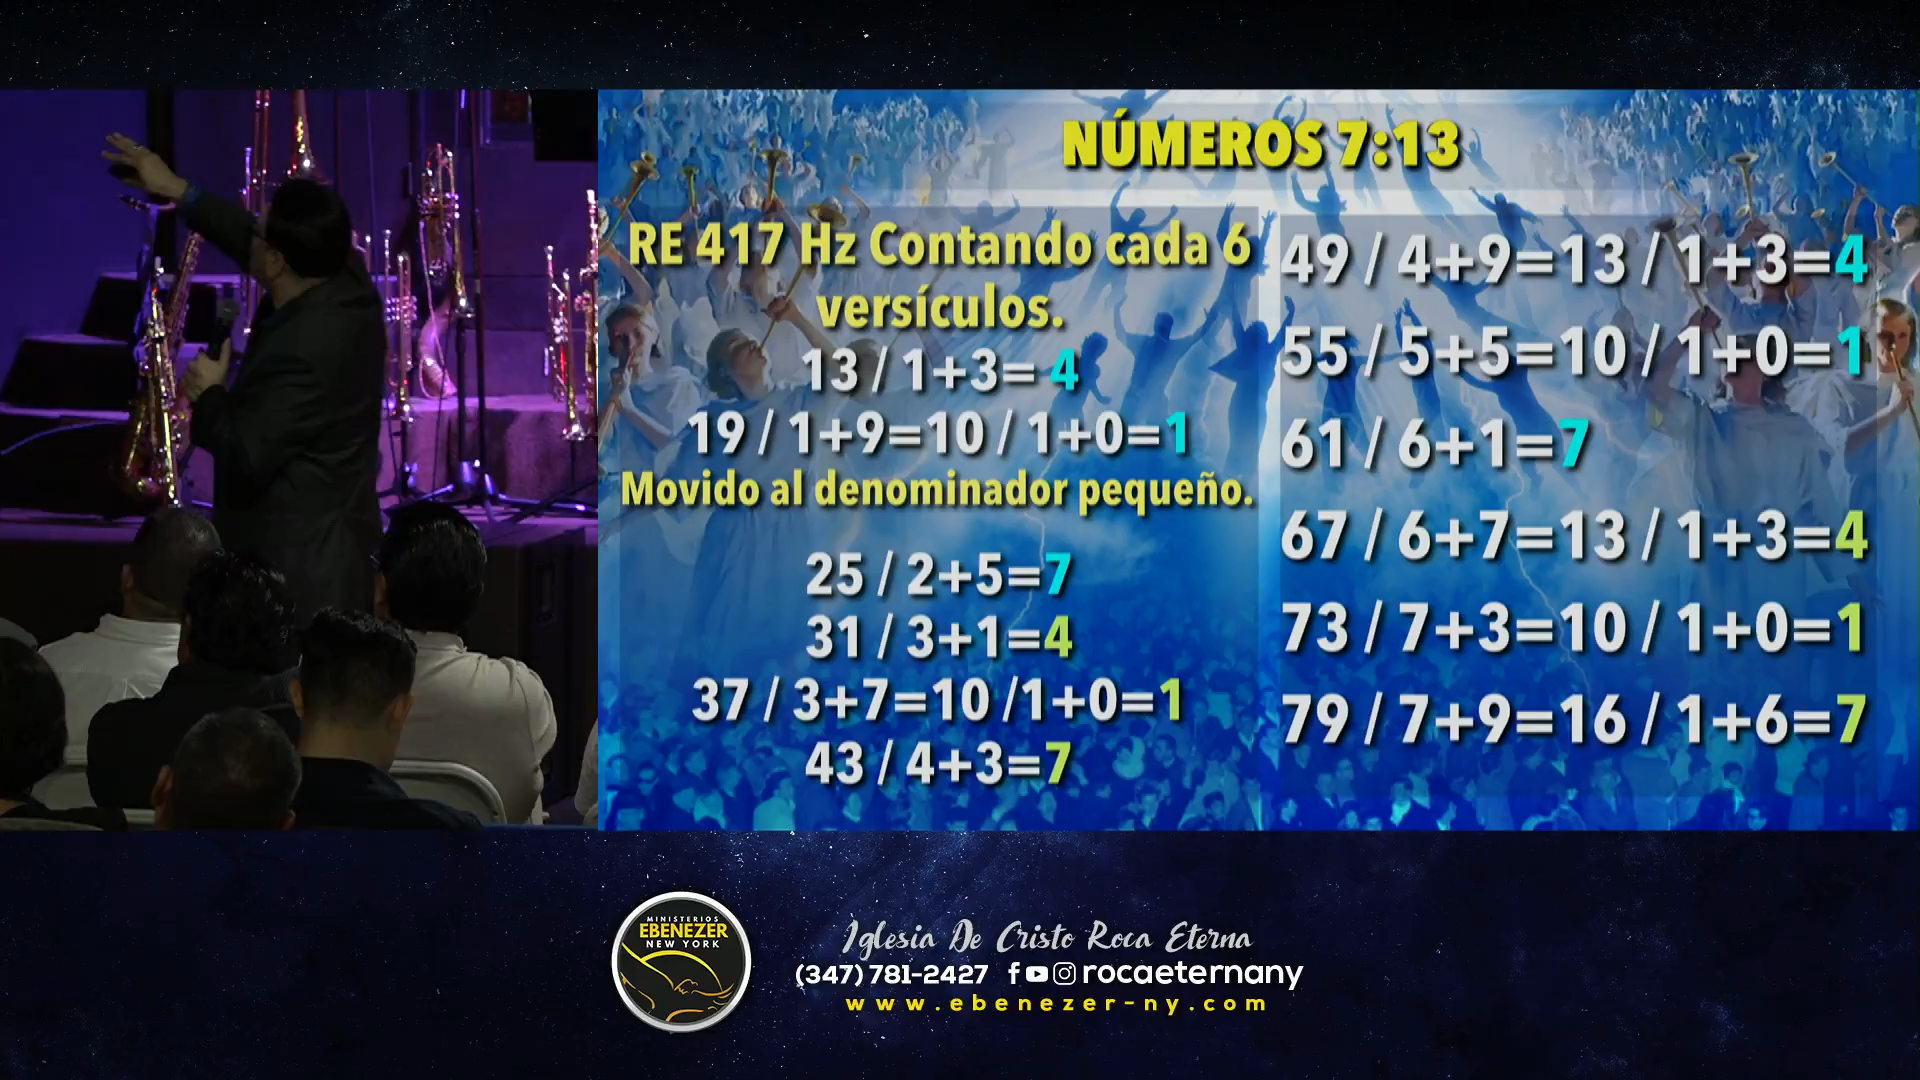 NÚMEROS 7:13
RE 417 Hz Contando cada 6
versículos.
13 / 1+3= 4
19 / 1+9=10 / 1+0=1
Movido al denominador pequeño.
25 / 2+5=7
31 / 3+1=4
37 / 3+7=10 /1+0=1
43 / 4+3=7
49 / 4+9=13 / 1+3=4
55 / 5+5=10 / 1+0=1
61 / 6+1=7
67 / 6+7=13 / 1+3=4
73 / 7+3=10 / 1+0=1
79 / 7+9=16 / 1+6=7
MINISTERIOS
EBENEZER
NEW YORK
Iglesia De Cristo Roca Eterna
(347) 781-2427 rocaeternany
www.ebenezer-ny.com